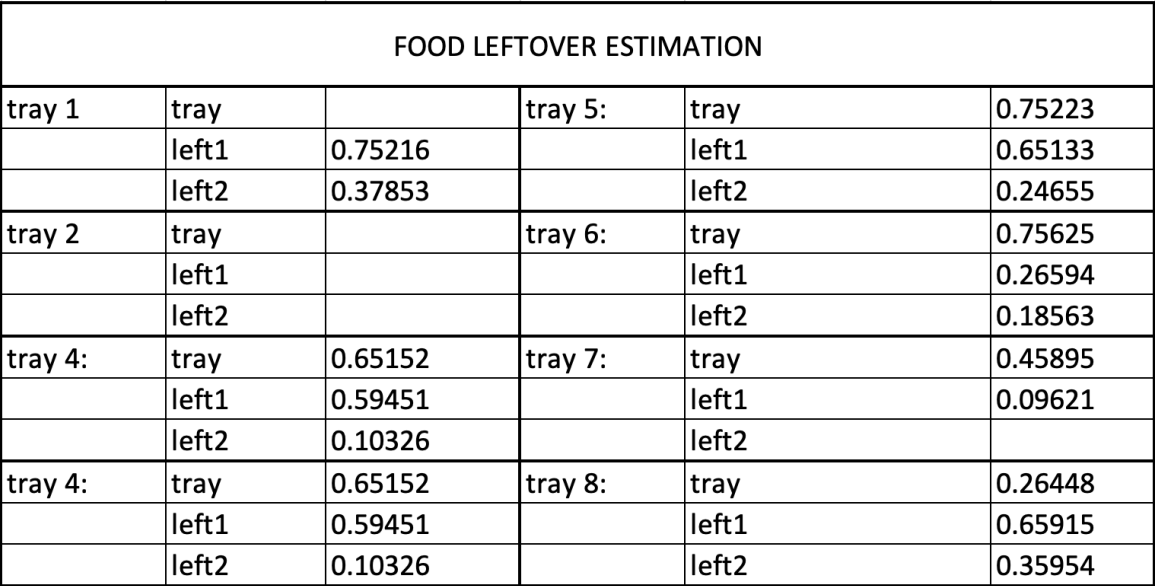 FOOD LEFTOVER ESTIMATION
tray 1 tray tray 5: tray 0.75223
left1 0.75216 left1 0.65133
left2 0.37853 left2 0.24655
tray 2 tray tray 6: tray 0.75625
left1 left1 0.26594
left2 left2 0.18563
tray 4: tray 0.65152 tray 7: tray 0.45895
left1 0.59451 left1 0.09621
left2 0.10326 left2
tray 4: tray 0.65152 tray 8: tray 0.26448
left1 0.59451 left1 0.65915
left2 0.10326 left2 0.35954